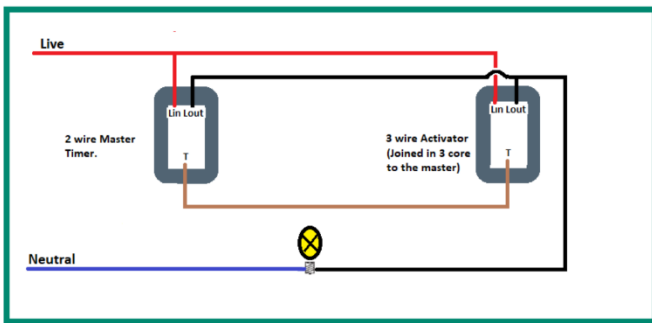 Live
Lin Lout
Lin Lout
2 wire Master
Timer.
T
3 wire Activator
(Joined in 3 core
to the master)
T
Neutral